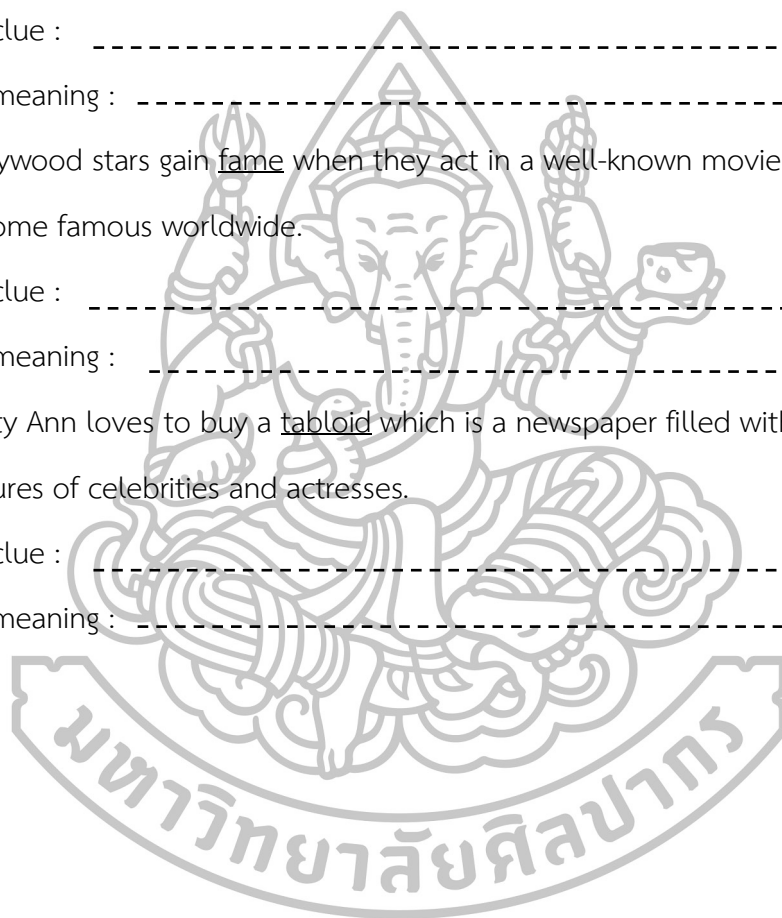 clue :
meaning :
ywood stars gain fame when they act in a well-known movie
ome famous worldwide.
clue :
meaning :
ty Ann loves to buy a tabloid which is a newspaper filled with
ures of celebrities and actresses.
clue :
meaning :
มหาวิทยาลัยศิลปากร